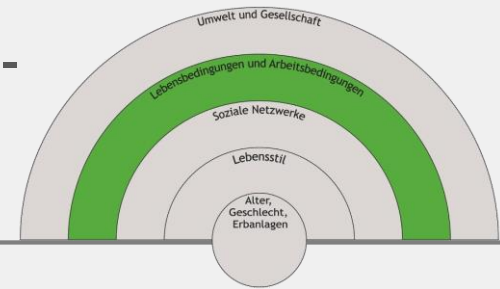 Umwelt und Gesellschaft
Lebensbedingungen und Arbeitsbedingungen
Soziale Netzwerke
Lebensstil
Alter,
Geschlecht,
Erbanlagen